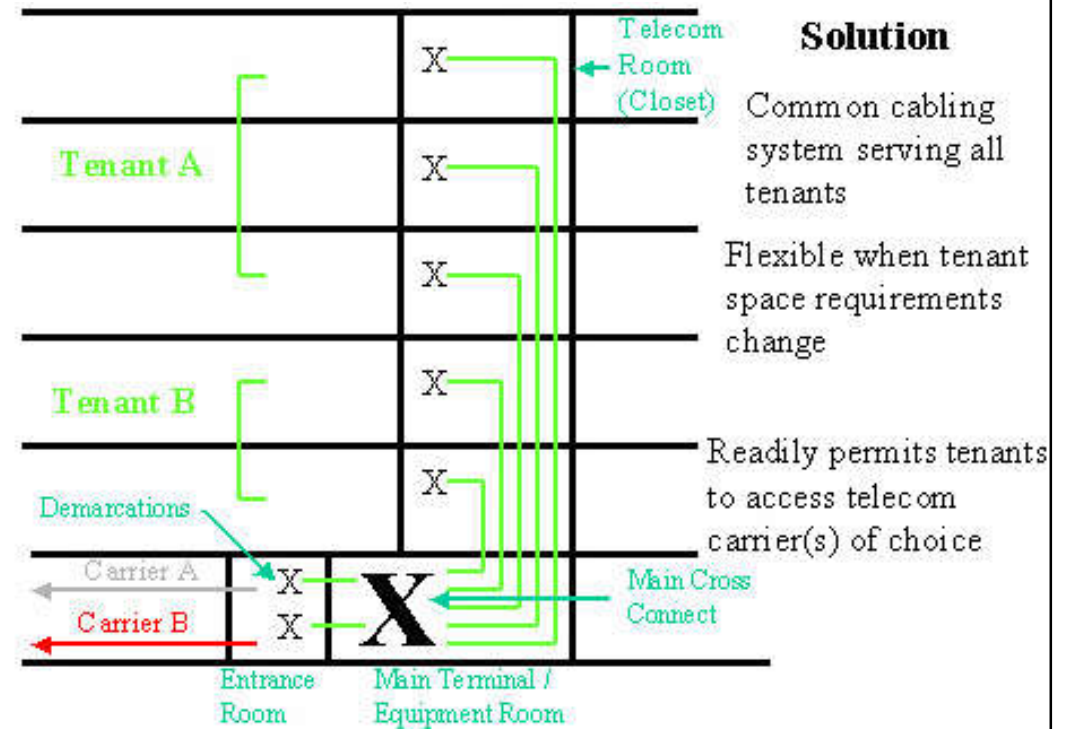 Solution
Telecom
Room
(Closet)
X
Common cabling
system serving all
tenants
Tenant A
X
Flexible when tenant
space requirements
change
X
Tenant B
X
Readily permits tenants
to access telecom
carrier(s) of choice
X
Demarcations
Carrier A
X
X
Main Cross
Connect
Carrier B
X
Entrance
Room
Main Terminal /
Equipment Room